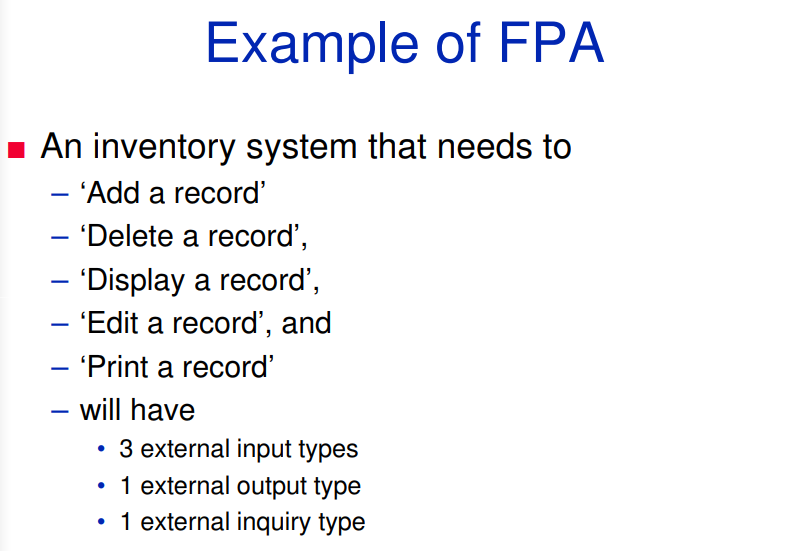 Example of FPA
■ An inventory system that needs to
– ‘Add a record’
– ‘Delete a record’,
– ‘Display a record’,
– ‘Edit a record’, and
– ‘Print a record’
– will have
• 3 external input types
• 1 external output type
• 1 external inquiry type